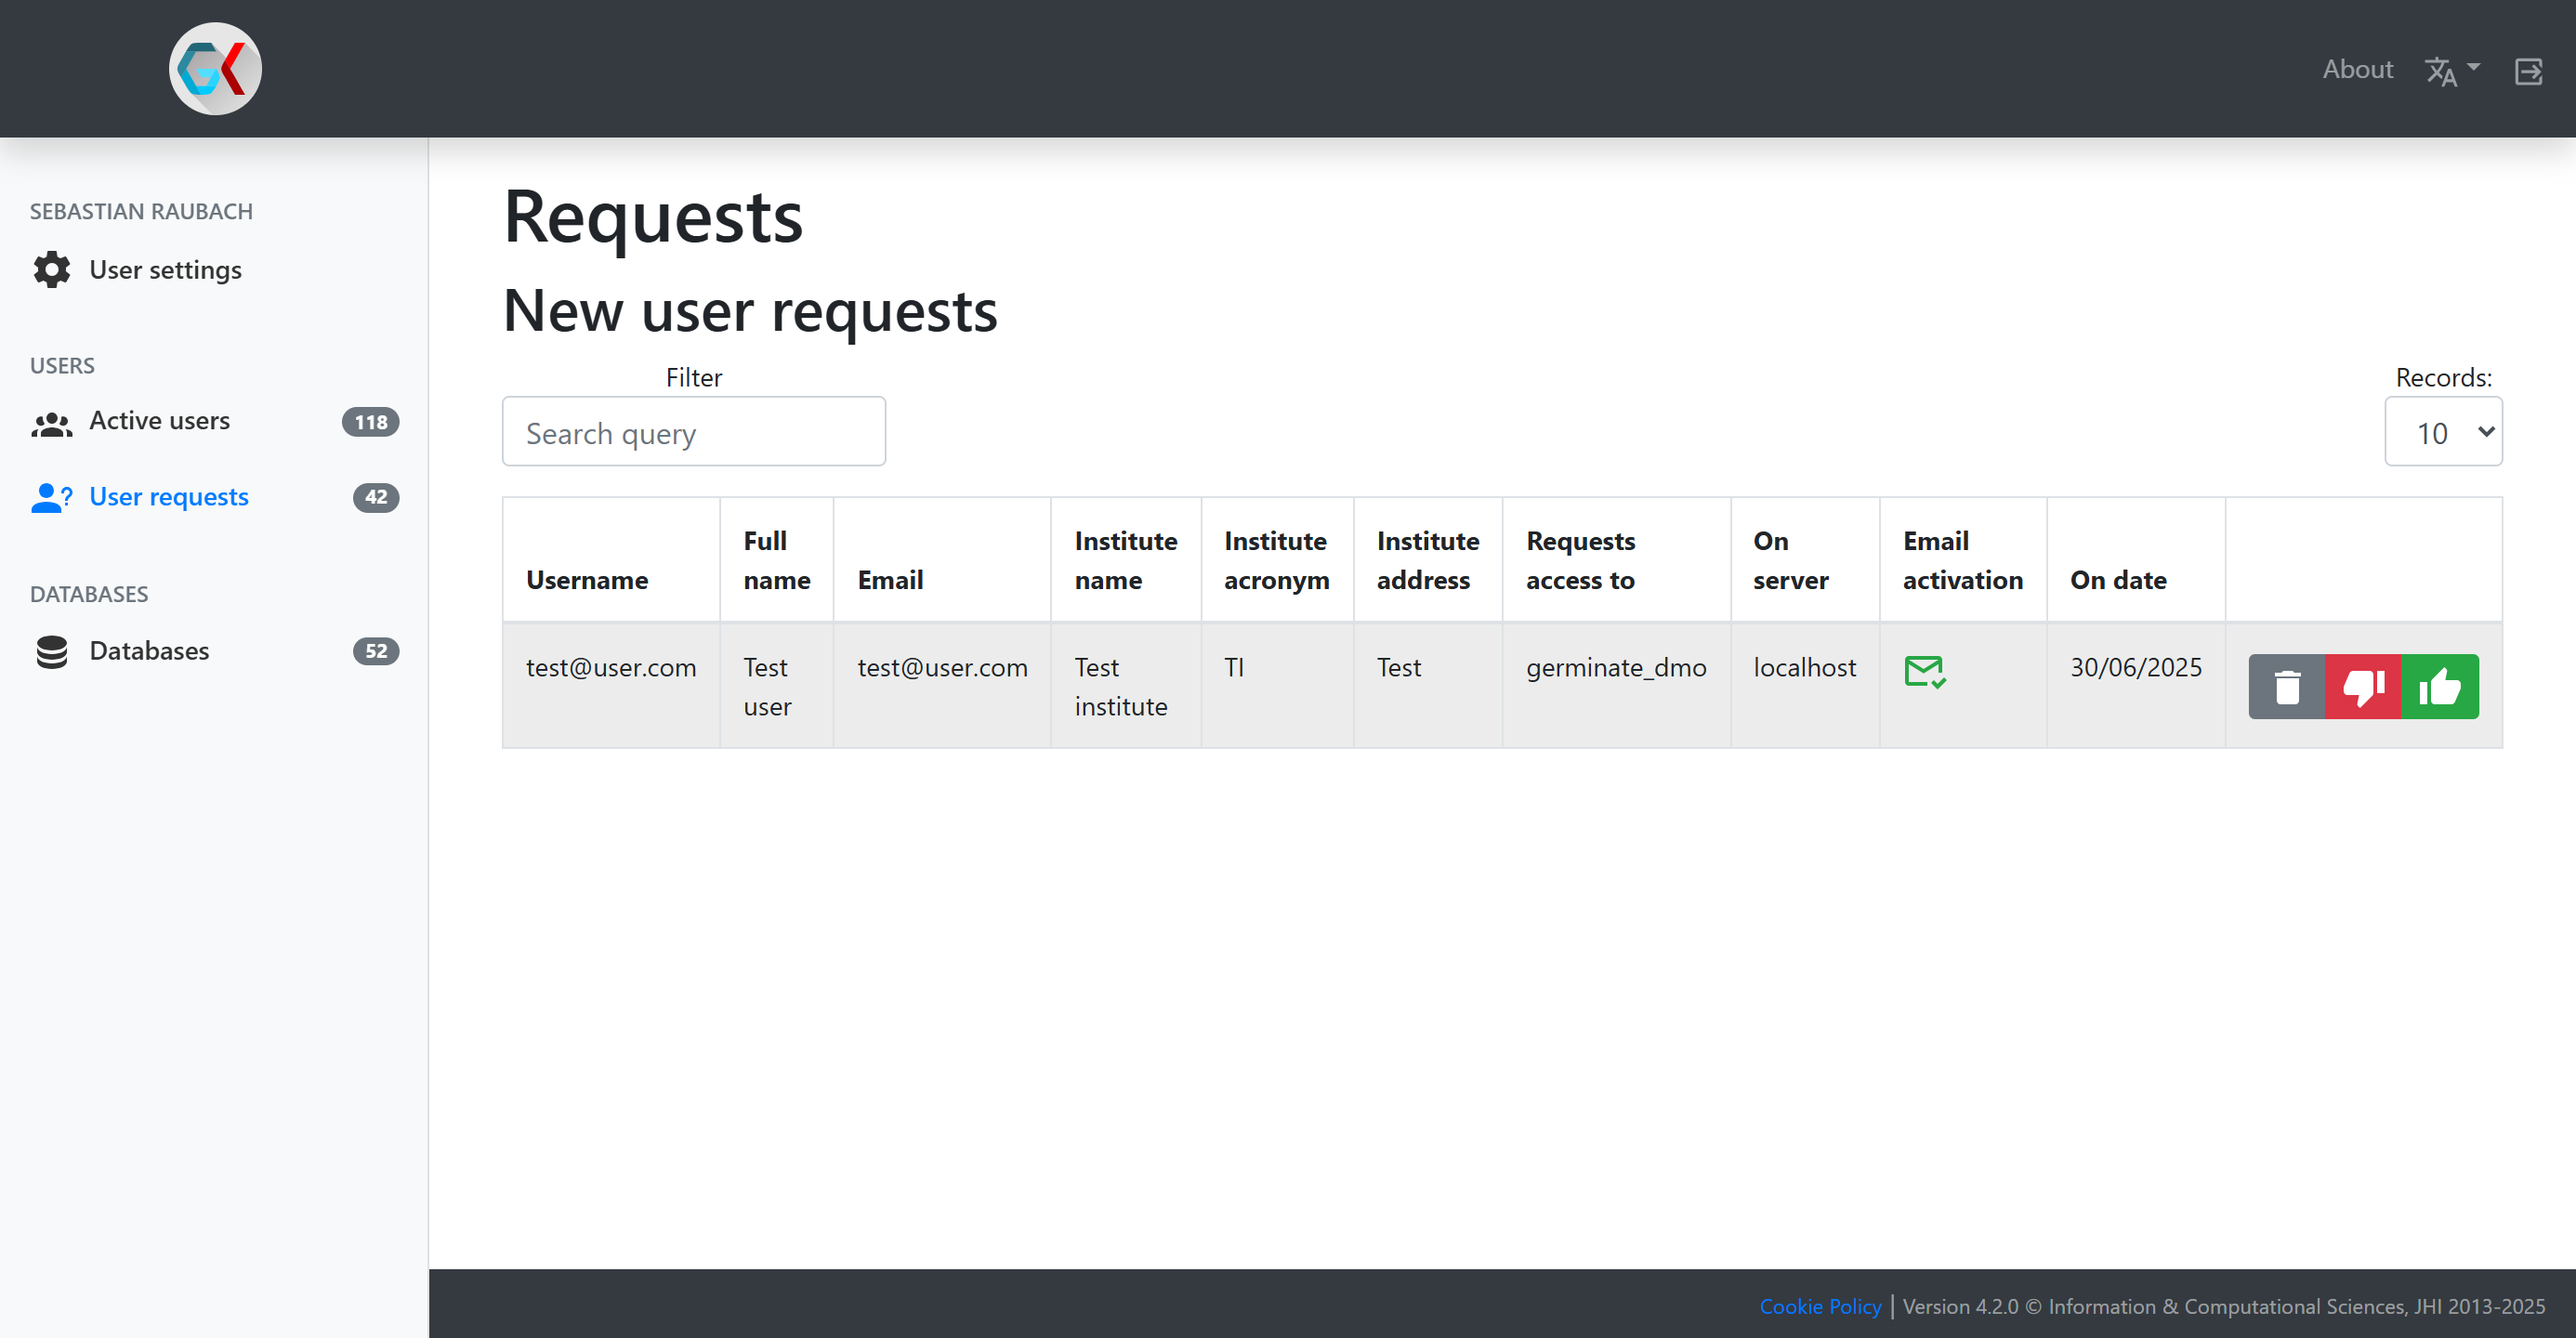 About
SEBASTIAN RAUBACH
User settings
USERS
Active users 118
User requests 42
DATABASES
Databases 52
Requests
New user requests
Filter
Records:
Search query
10
Username Full name Email Institute name Institute acronym Institute address Requests access to On server Email activation On date
test@user.com Test user test@user.com Test institute TI Test germinate_dmo localhost 30/06/2025
Cookie Policy | Version 4.2.0 © Information & Computational Sciences, JHI 2013-2025